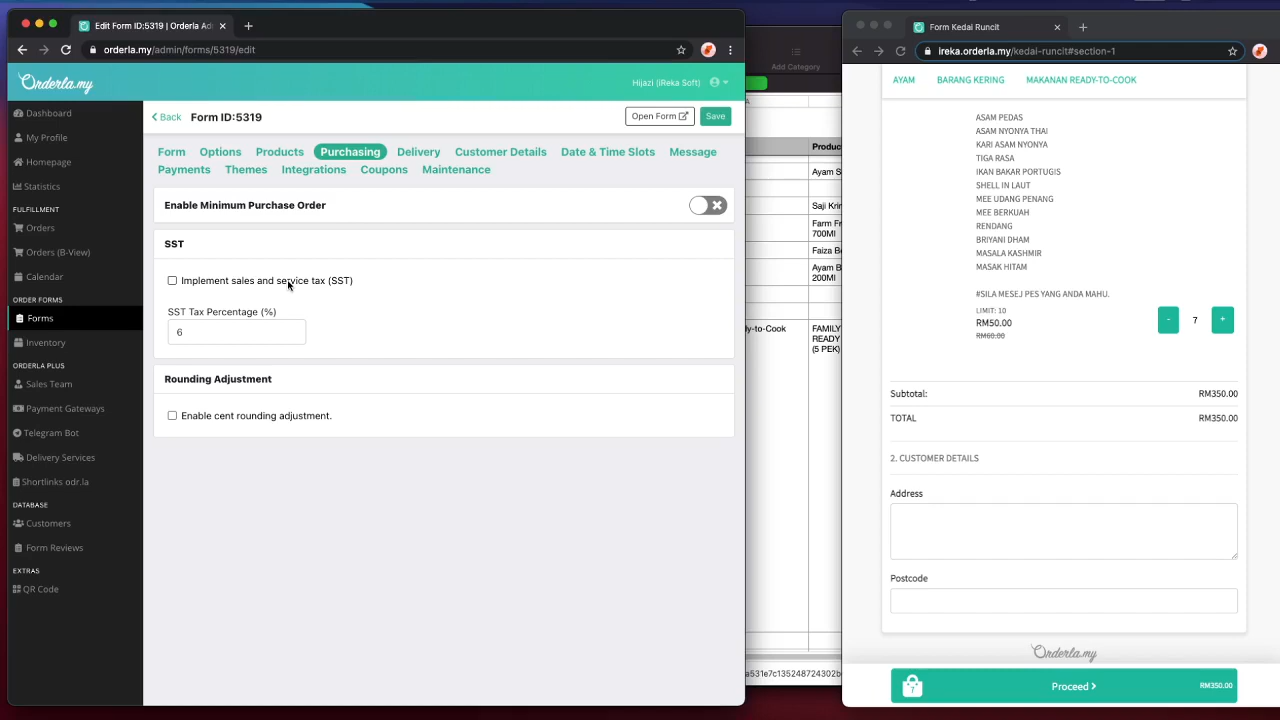 Edit Form ID:5319 | Orderla Ad
orderla.my/admin/forms/5319/edit
Orderla.my
Hijazi (iReka Soft)
Dashboard
My Profile
Homepage
Statistics
FULFILLMENT
Orders
Orders (B-View)
Calendar
ORDER FORMS
Forms
Inventory
ORDERLA PLUS
Sales Team
Payment Gateways
Telegram Bot
Delivery Services
Shortlinks odr.la
DATABASE
Customers
Form Reviews
EXTRAS
QR Code
Back Form ID:5319 Open Form Save
Form Options Products Purchasing Delivery Customer Details Date & Time Slots Message
Payments Themes Integrations Coupons Maintenance
Enable Minimum Purchase Order
SST
Implement sales and service tax (SST)
SST Tax Percentage (%)
6
Rounding Adjustment
Enable cent rounding adjustment.
Add Category
Produc
Ayam S
Saji Kri
Farm Fr
700Ml
Faiza B
Ayam B
200Ml
dy-to-Cook
FAMILY
READY
(5 PEK)
a531e7c135248724302b
Form Kedai Runcit
ireka.orderla.my/kedai-runcit#section-1
AYAM BARANG KERING MAKANAN READY-TO-COOK
ASAM PEDAS
ASAM NYONYA THAI
KARI ASAM NYONYA
TIGA RASA
IKAN BAKAR PORTUGIS
SHELL IN LAUT
MEE UDANG PENANG
MEE BERKUAH
RENDANG
BRIYANI DHAM
MASALA KASHMIR
MASAK HITAM
#SILA MESEJ PES YANG ANDA MAHU.
LIMIT: 10
RM50.00
RM60.00
- 7 +
Subtotal: RM350.00
TOTAL RM350.00
2. CUSTOMER DETAILS
Address
Postcode
Orderla.my
7 Proceed RM350.00